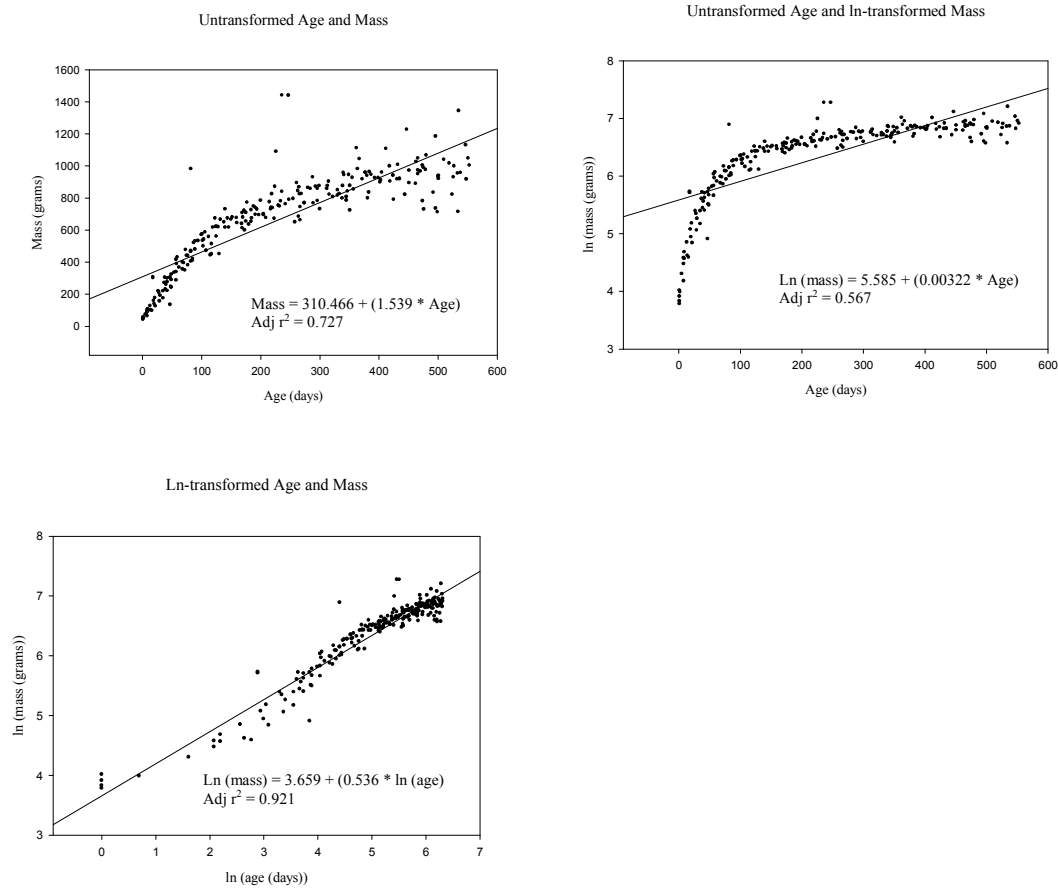 Untransformed Age and Mass
Mass (grams)
1600
1400
1200
1000
800
600
400
200
0
Mass = 310.466 + (1.539 * Age)
Adj r² = 0.727
0 100 200 300 400 500 600
Age (days)
Untransformed Age and ln-transformed Mass
ln (mass (grams))
8
7
6
5
4
3
Ln (mass) = 5.585 + (0.00322 * Age)
Adj r² = 0.567
0 100 200 300 400 500 600
Age (days)
Ln-transformed Age and Mass
ln (mass (grams))
8
7
6
5
4
3
Ln (mass) = 3.659 + (0.536 * ln (age)
Adj r² = 0.921
0 1 2 3 4 5 6 7
ln (age (days))